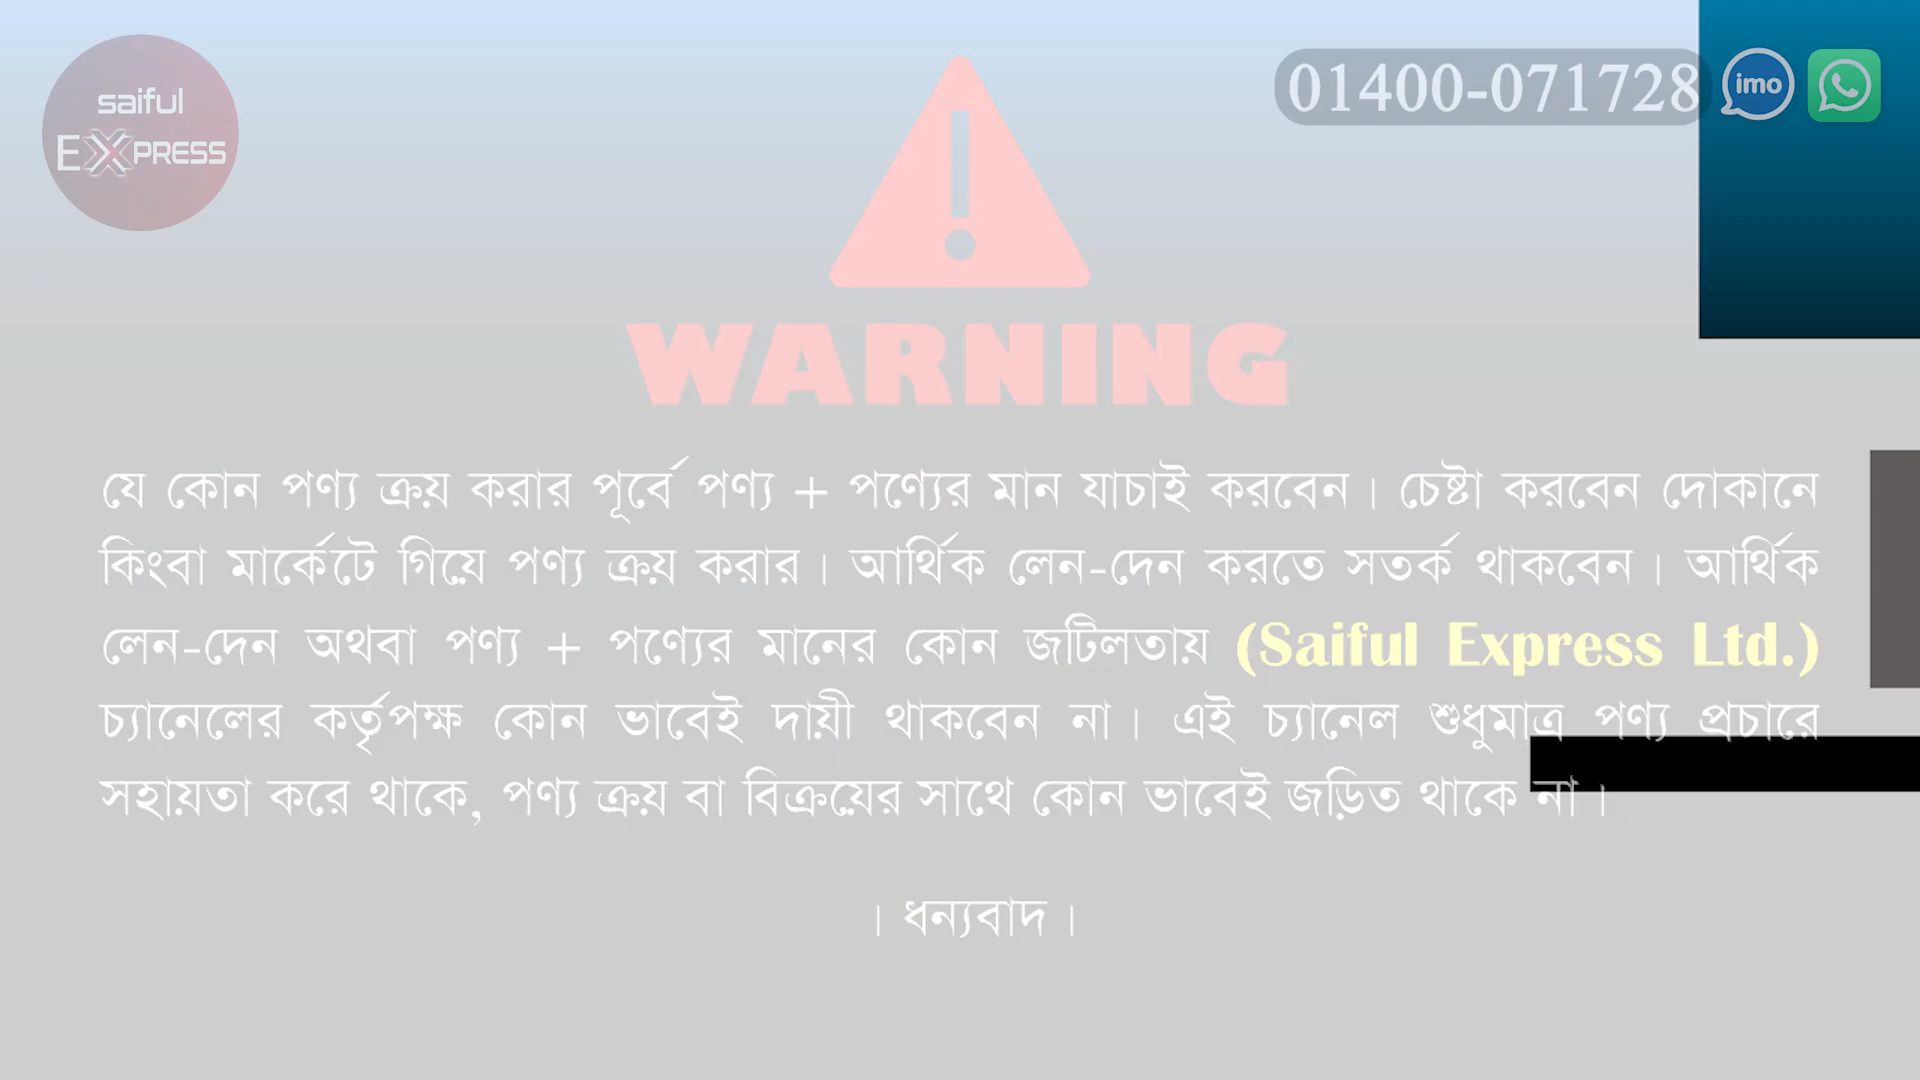 saiful
EXPRESS
01400-071728
imo
WARNING
যে কোন পণ্য ক্রয় করার পূর্বে পণ্য + পণ্যের মান যাচাই করবেন। চেষ্টা করবেন দোকানে
কিংবা মার্কেটে গিয়ে পণ্য ক্রয় করার। আর্থিক লেন-দেন করতে সতর্ক থাকবেন। আর্থিক
লেন-দেন অথবা পণ্য + পণ্যের মানের কোন জটিলতায় (Saiful Express Ltd.)
চ্যানেলের কর্তৃপক্ষ কোন ভাবেই দায়ী থাকবেন না। এই চ্যানেল শুধুমাত্র পণ্য প্রচারে
সহায়তা করে থাকে, পণ্য ক্রয় বা বিক্রয়ের সাথে কোন ভাবেই জড়িত থাকে না।
। ধন্যবাদ ।